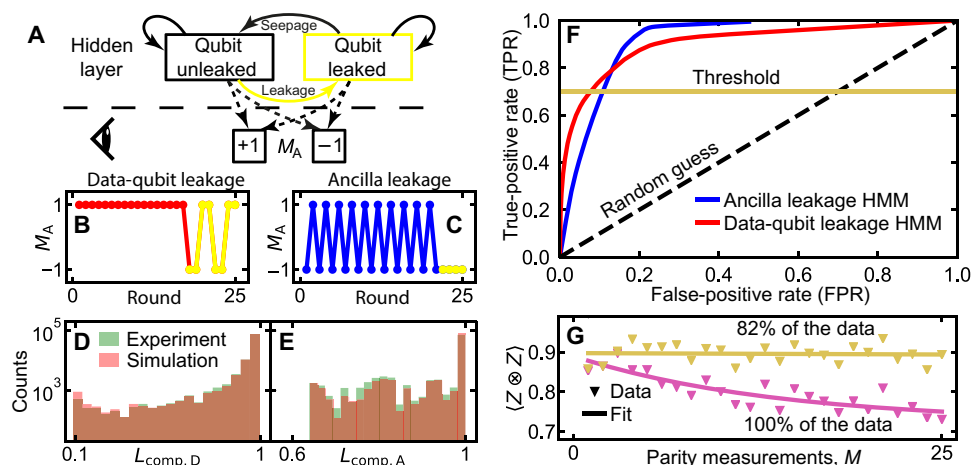 A
Hidden
layer
Qubit
unleaked
Seepage
Leakage
Qubit
leaked
+1
M_A
−1
Data-qubit leakage
1
M_A
−1
B
0
Round
25
Ancilla leakage
1
−1
C
0
Round
25
10^5
Counts
10^3
D
Experiment
Simulation
0.1
L_comp, D
1
E
0.6
L_comp, A
1
F
True-positive rate (TPR)
1.0
0.8
0.6
0.4
0.2
0.0
Threshold
Random guess
Ancilla leakage HMM
Data-qubit leakage HMM
0.0
0.2
0.4
0.6
0.8
1.0
False-positive rate (FPR)
G
82% of the data
⟨Z ⊗ Z⟩
0.9
0.8
0.7
Data
Fit
100% of the data
0
Parity measurements, M
25